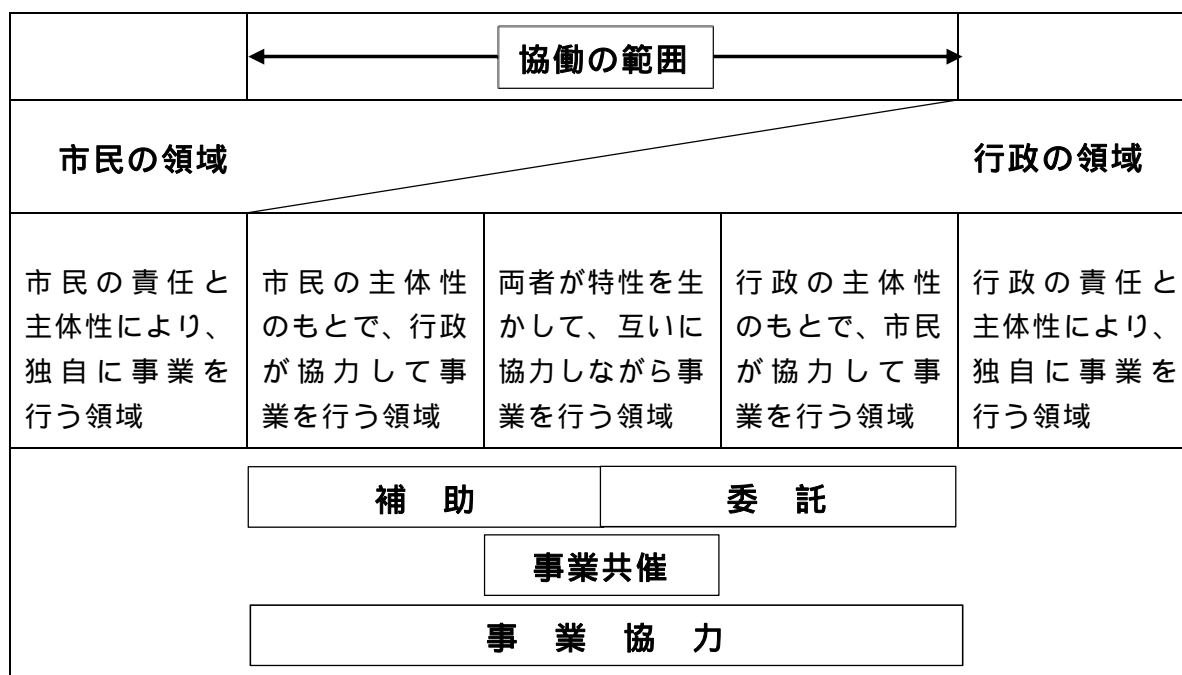 協働の範囲
市民の領域
行政の領域
市民の責任と
主体性により、
独自に事業を
行う領域
市民の主体性
のもとで、行政
が協力して事
業を行う領域
両者が特性を生
かして、互いに
協力しながら事
業を行う領域
行政の主体性
のもとで、市民
が協力して事
業を行う領域
行政の責任と
主体性により、
独自に事業を
行う領域
補 助
委 託
事業共催
事 業 協 力